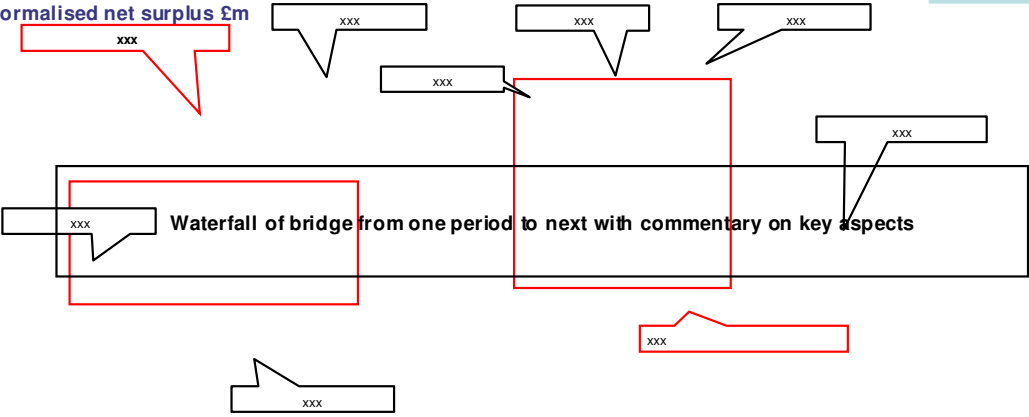 ormalised net surplus £m
xxx
xxx
xxx
xxx
xxx
xxx
xxx
Waterfall of bridge from one period to next with commentary on key aspects
xxx
xxx